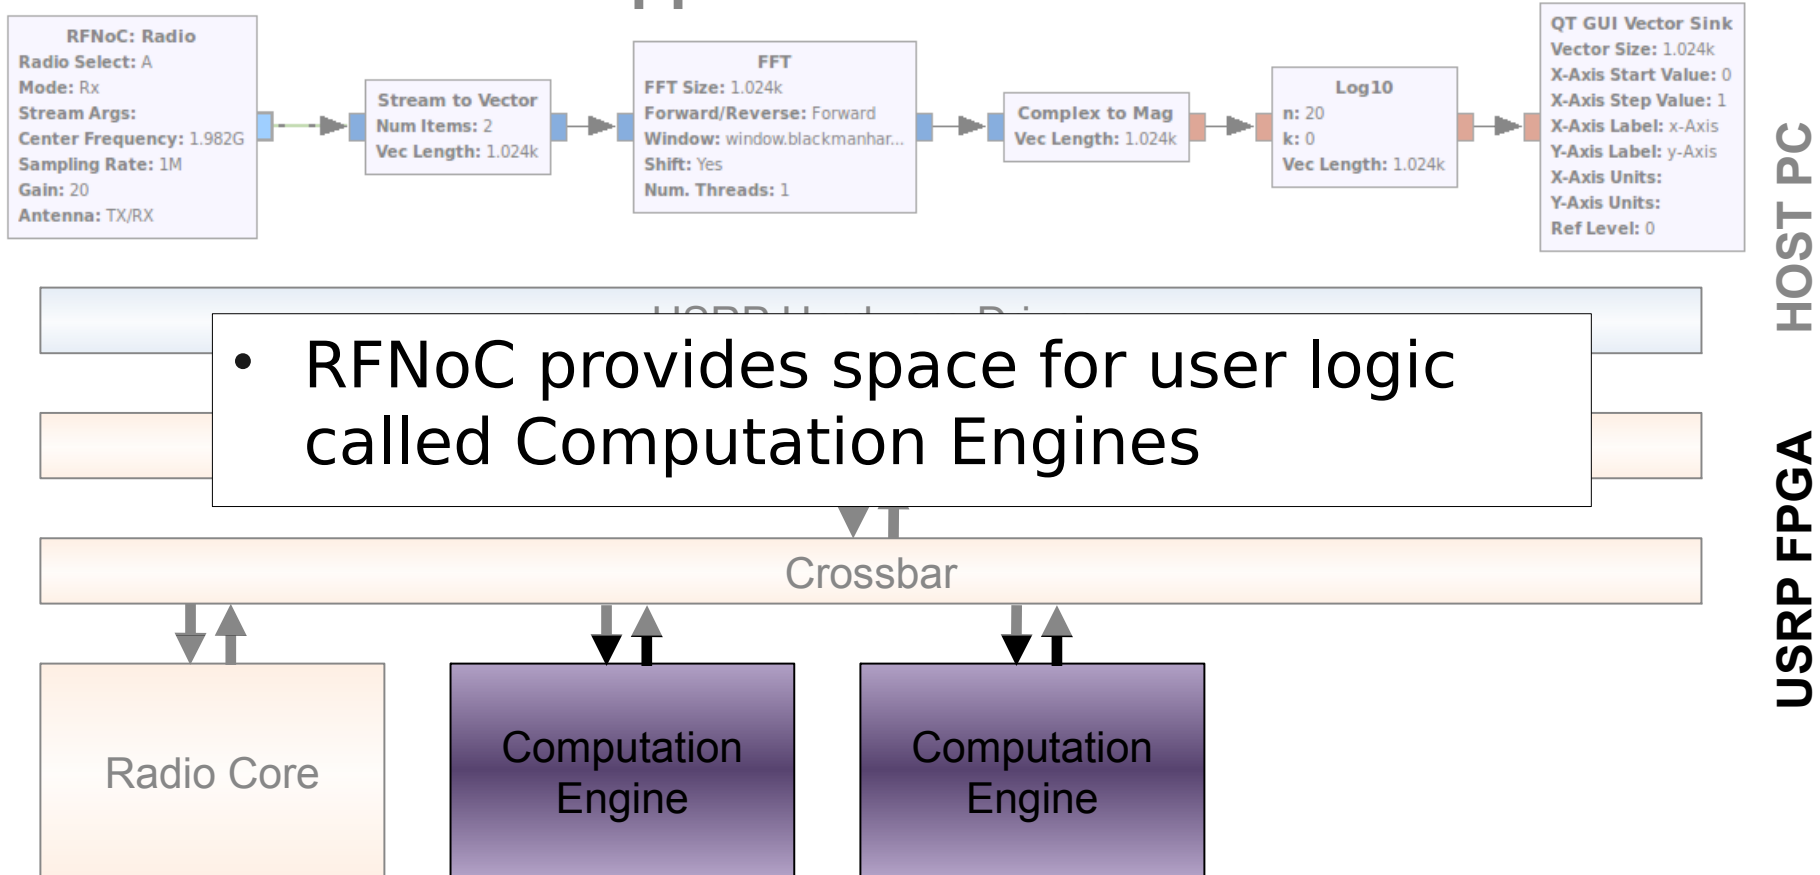 RFNoC: Radio
Radio Select: A
Mode: Rx
Stream Args:
Center Frequency: 1.982G
Sampling Rate: 1M
Gain: 20
Antenna: TX/RX
Stream to Vector
Num Items: 2
Vec Length: 1.024k
FFT
FFT Size: 1.024k
Forward/Reverse: Forward
Window: window.blackmanhar...
Shift: Yes
Num. Threads: 1
Complex to Mag
Vec Length: 1.024k
Log10
n: 20
k: 0
Vec Length: 1.024k
QT GUI Vector Sink
Vector Size: 1.024k
X-Axis Start Value: 0
X-Axis Step Value: 1
X-Axis Label: x-Axis
Y-Axis Label: y-Axis
X-Axis Units:
Y-Axis Units:
Ref Level: 0
HOST PC
• RFNoC provides space for user logic
called Computation Engines
USRP FPGA
Crossbar
Radio Core
Computation
Engine
Computation
Engine